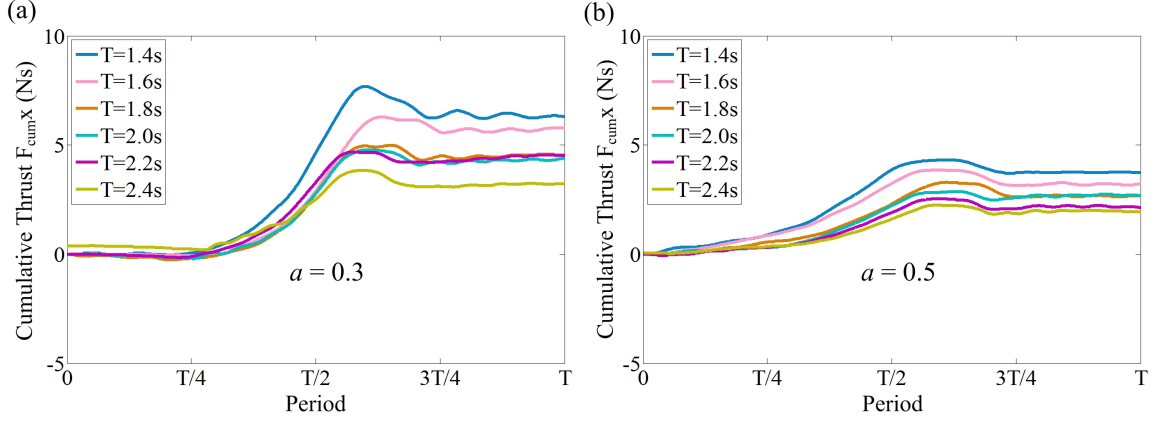 (a)
Cumulative Thrust F_cum x (Ns)
10
5
0
-5
T=1.4s
T=1.6s
T=1.8s
T=2.0s
T=2.2s
T=2.4s
a = 0.3
0 T/4 T/2 3T/4 T
Period
(b)
Cumulative Thrust F_cum x (Ns)
10
5
0
-5
T=1.4s
T=1.6s
T=1.8s
T=2.0s
T=2.2s
T=2.4s
a = 0.5
0 T/4 T/2 3T/4 T
Period